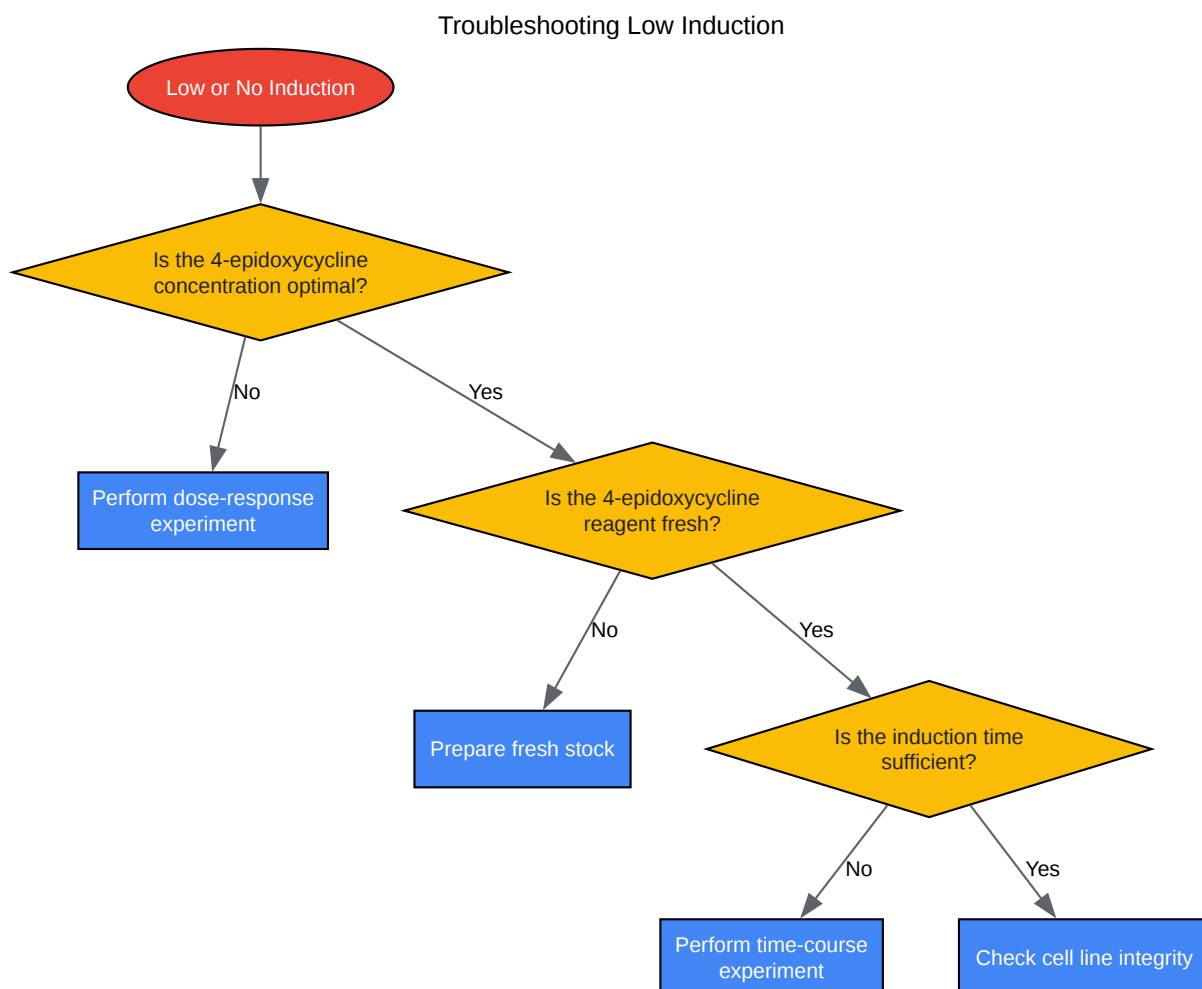 Troubleshooting Low Induction
Low or No Induction
Is the 4-epidoxycycline
concentration optimal?
No
Yes
Perform dose-response
experiment
Is the 4-epidoxycycline
reagent fresh?
No
Yes
Prepare fresh stock
Is the induction time
sufficient?
No
Yes
Perform time-course
experiment
Check cell line integrity